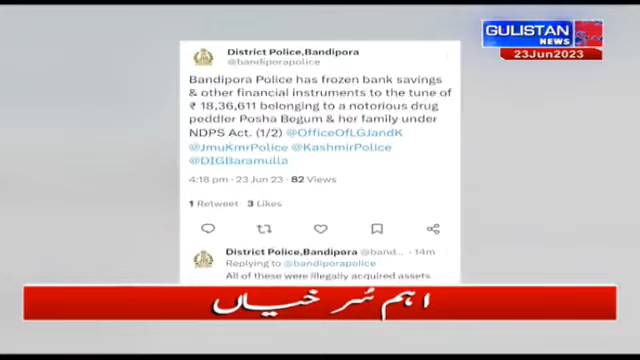 GULISTAN
NEWS
23Jun2023
District Police,Bandipora
@bandiporapolice
Bandipora Police has frozen bank savings
& other financial instruments to the tune of
₹ 18,36,611 belonging to a notorious drug
peddler Posha Begum & her family under
NDPS Act. (1/2) @OfficeOfLGJandK
@JmuKmrPolice @KashmirPolice
@DIGBaramulla
4:18 pm · 23 Jun 23 · 82 Views
1 Retweet · 3 Likes
District Police,Bandipora @band... · 14m
Replying to @bandiporapolice
All of these were illegally acquired assets
اہم سُرخیاں